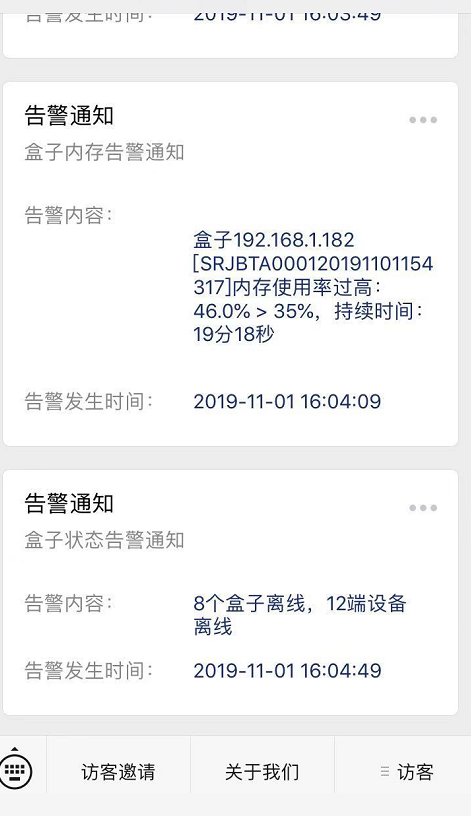 告警发生时间： 2019-11-01 16:03:49
告警通知
盒子内存告警通知
告警内容：
盒子192.168.1.182
[SRJBTA000120191101154
317]内存使用率过高：
46.0% > 35%，持续时间：
19分18秒
告警发生时间： 2019-11-01 16:04:09
告警通知
盒子状态告警通知
告警内容： 8个盒子离线，12端设备
离线
告警发生时间： 2019-11-01 16:04:49
访客邀请 关于我们 访客